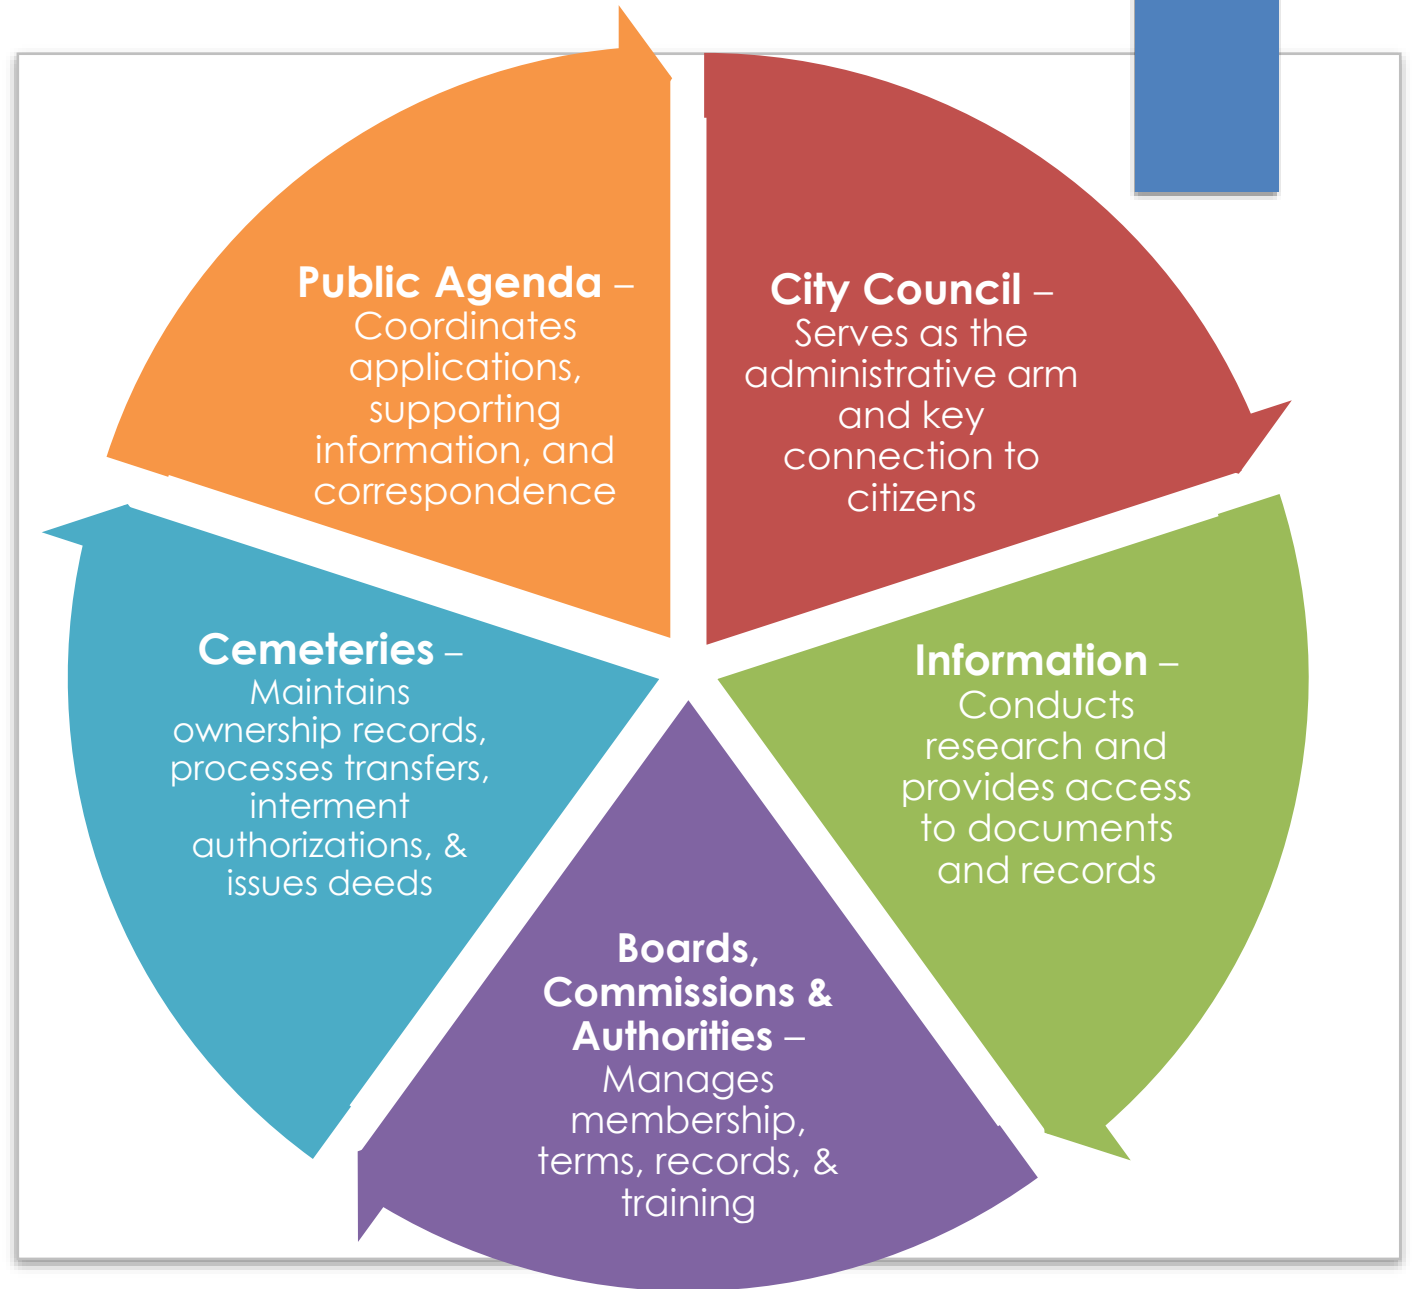 Public Agenda –
Coordinates
applications,
supporting
information, and
correspondence
City Council –
Serves as the
administrative arm
and key
connection to
citizens
Cemeteries –
Maintains
ownership records,
processes transfers,
interment
authorizations, &
issues deeds
Information –
Conducts
research and
provides access
to documents
and records
Boards,
Commissions &
Authorities –
Manages
membership,
terms, records, &
training